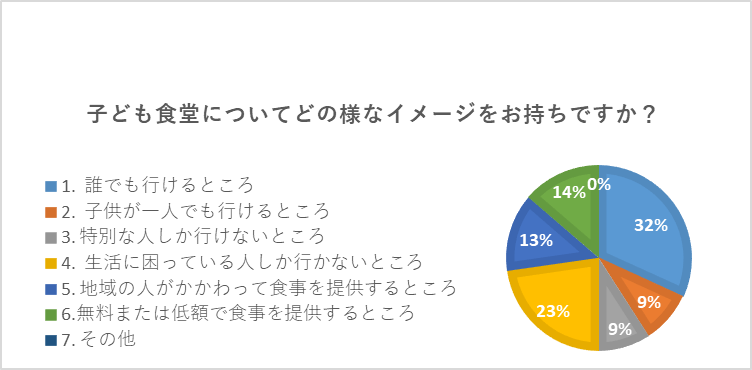 子ども食堂についてどの様なイメージをお持ちですか？
1. 誰でも行けるところ
2. 子供が一人でも行けるところ
3. 特別な人しか行けないところ
4. 生活に困っている人しか行かないところ
5. 地域の人がかかわって食事を提供するところ
6.無料または低額で食事を提供するところ
7. その他
32%
9%
9%
23%
13%
14%
0%